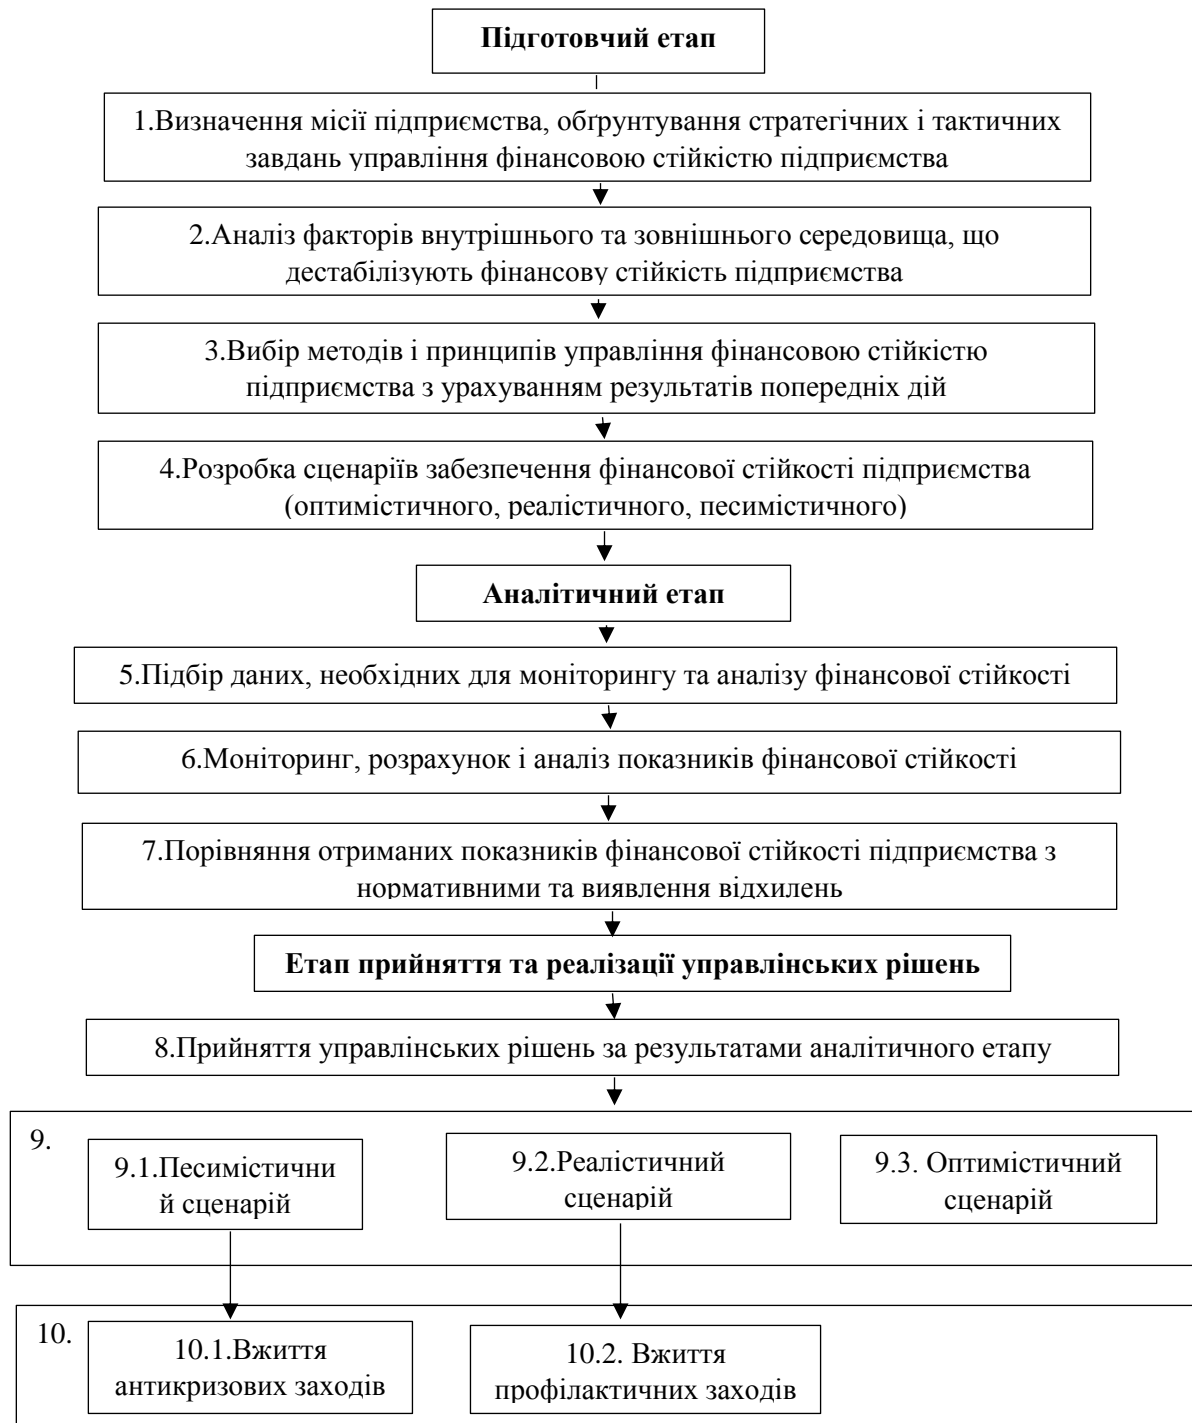 Підготовчий етап
1.Визначення місії підприємства, обґрунтування стратегічних і тактичних
завдань управління фінансовою стійкістю підприємства
2.Аналіз факторів внутрішнього та зовнішнього середовища, що
дестабілізують фінансову стійкість підприємства
3.Вибір методів і принципів управління фінансовою стійкістю
підприємства з урахуванням результатів попередніх дій
4.Розробка сценаріїв забезпечення фінансової стійкості підприємства
(оптимістичного, реалістичного, песимістичного)
Аналітичний етап
5.Підбір даних, необхідних для моніторингу та аналізу фінансової стійкості
6.Моніторинг, розрахунок і аналіз показників фінансової стійкості
7.Порівняння отриманих показників фінансової стійкості підприємства з
нормативними та виявлення відхилень
Етап прийняття та реалізації управлінських рішень
8.Прийняття управлінських рішень за результатами аналітичного етапу
9.
9.1.Песимістични
й сценарій
9.2.Реалістичний
сценарій
9.3. Оптимістичний
сценарій
10.
10.1.Вжиття
антикризових заходів
10.2. Вжиття
профілактичних заходів